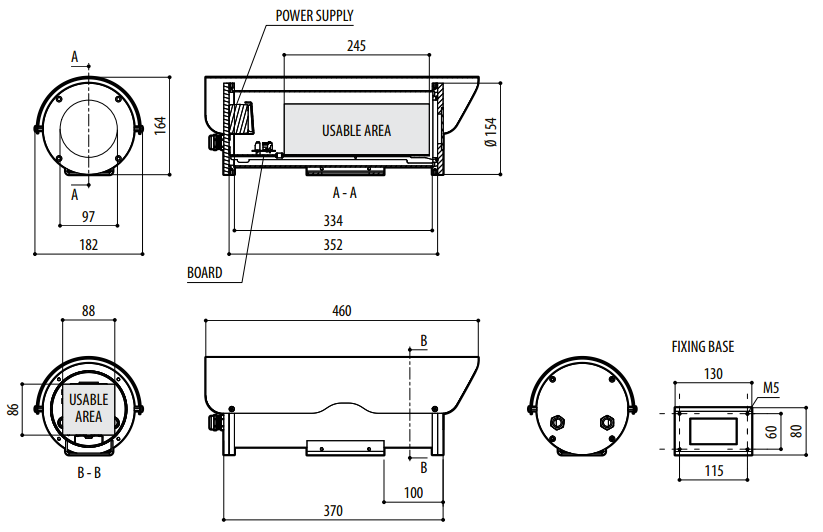 POWER SUPPLY
245
A
164
USABLE AREA
Ø 154
A
A - A
97
334
182
352
BOARD
88
460
B
FIXING BASE
130
M5
USABLE
AREA
86
60
80
B - B
B
115
100
370